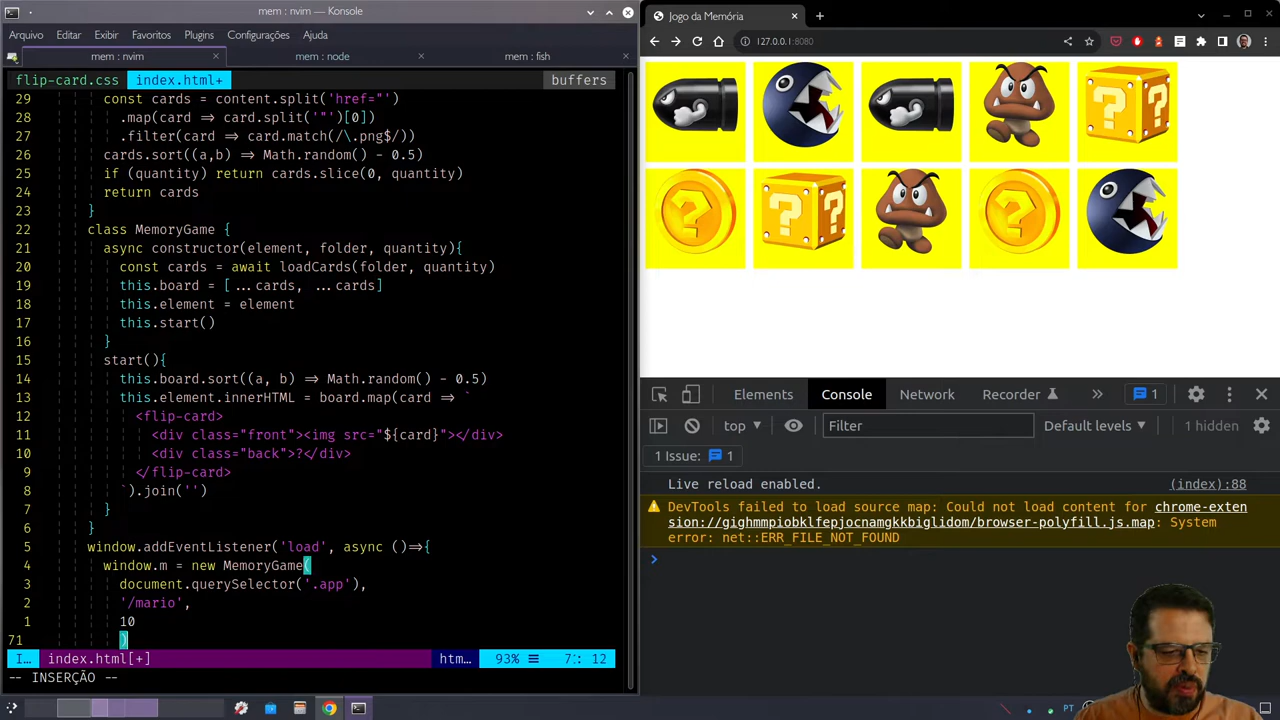 mem : nvim — Konsole
Arquivo Editar Exibir Favoritos Plugins Configurações Ajuda
mem : nvim
mem : node
mem : fish
flip-card.css index.html+ buffers
29 const cards = content.split('href="')
28 .map(card ⇒ card.split('"')[0])
27 .filter(card ⇒ card.match(/\.png$/))
26 cards.sort((a,b) ⇒ Math.random() - 0.5)
25 if (quantity) return cards.slice(0, quantity)
24 return cards
23 }
22 class MemoryGame {
21 async constructor(element, folder, quantity){
20 const cards = await loadCards(folder, quantity)
19 this.board = [...cards, ...cards]
18 this.element = element
17 this.start()
16 }
15 start(){
14 this.board.sort((a, b) ⇒ Math.random() - 0.5)
13 this.element.innerHTML = board.map(card ⇒ `
12 <flip-card>
11 <div class="front"><img src="${card}"></div>
10 <div class="back">?</div>
9 </flip-card>
8 `).join('')
7 }
6 }
5 window.addEventListener('load', async ()⇒{
4 window.m = new MemoryGame(
3 document.querySelector('.app'),
2 '/mario',
1 10
71 )
I… index.html[+] htm… 93% ☰ 7: 12
-- INSERÇÃO --
Jogo da Memória
127.0.0.1:8080
Elements Console Network Recorder » 1
top ▼ Filter Default levels ▼ 1 hidden
1 Issue: 1
Live reload enabled. (index):88
DevTools failed to load source map: Could not load content for chrome-exten
sion://gighmmpiobklfepjocnamgkkbiglidom/browser-polyfill.js.map: System
error: net::ERR_FILE_NOT_FOUND
PT